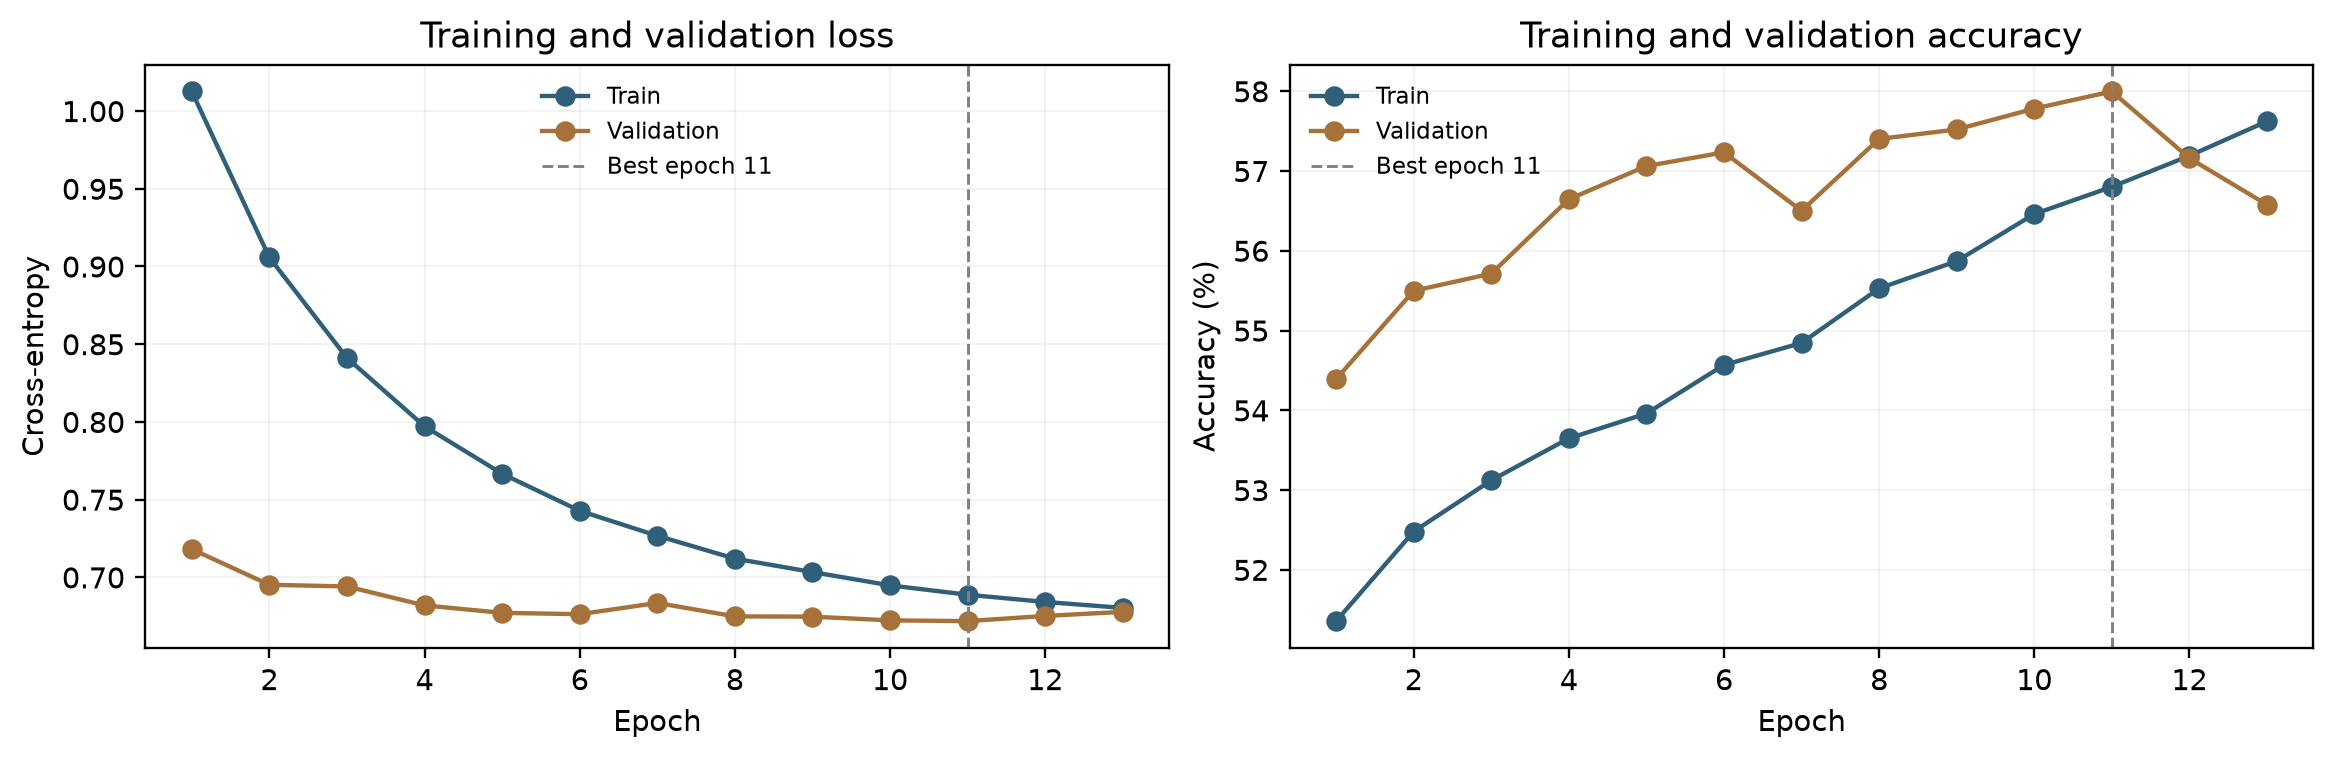 Training and validation loss
Cross-entropy
1.00
0.95
0.90
0.85
0.80
0.75
0.70
Train
Validation
Best epoch 11
2 4 6 8 10 12
Epoch
Training and validation accuracy
Accuracy (%)
58
57
56
55
54
53
52
Train
Validation
Best epoch 11
2 4 6 8 10 12
Epoch